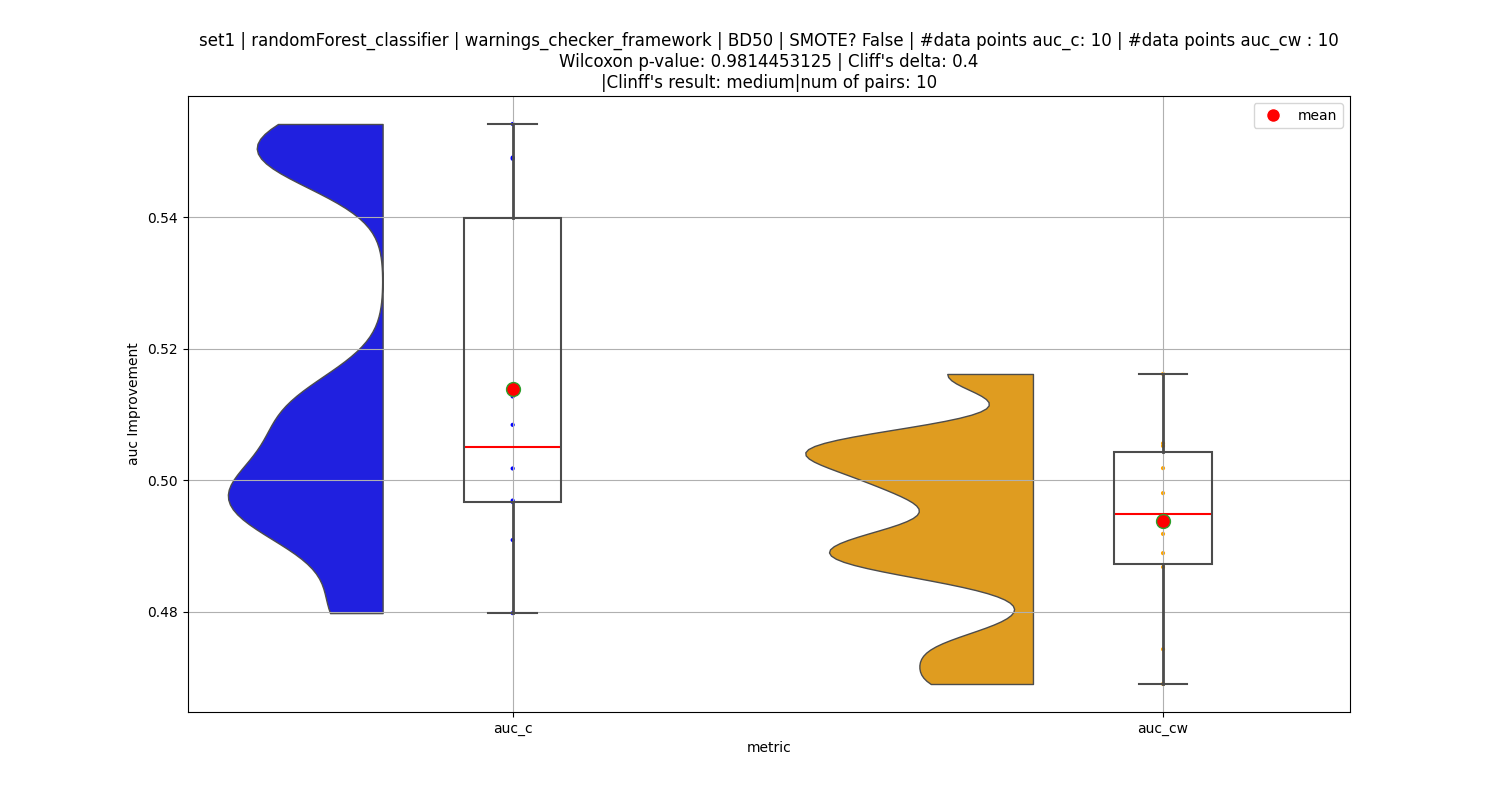 set1 | randomForest_classifier | warnings_checker_framework | BD50 | SMOTE? False | #data points auc_c: 10 | #data points auc_cw : 10
Wilcoxon p-value: 0.9814453125 | Cliff's delta: 0.4
|Clinff's result: medium|num of pairs: 10
mean
0.54
0.52
0.50
0.48
auc Improvement
auc_c
auc_cw
metric